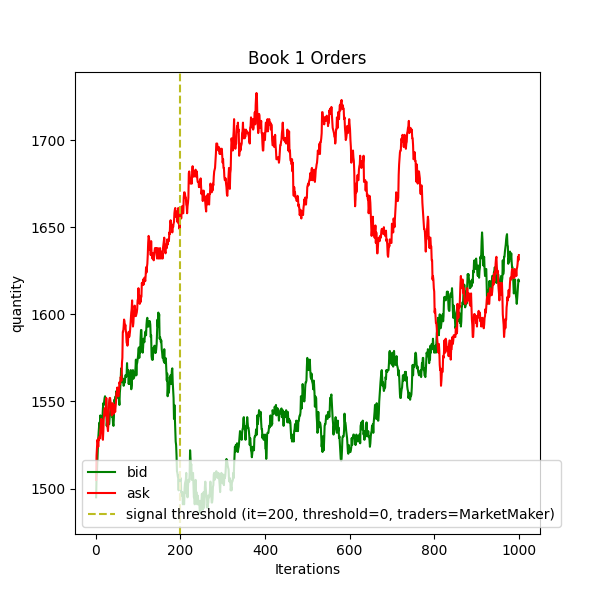 Book 1 Orders
quantity
1700
1650
1600
1550
1500
bid
ask
signal threshold (it=200, threshold=0, traders=MarketMaker)
0 200 400 600 800 1000
Iterations